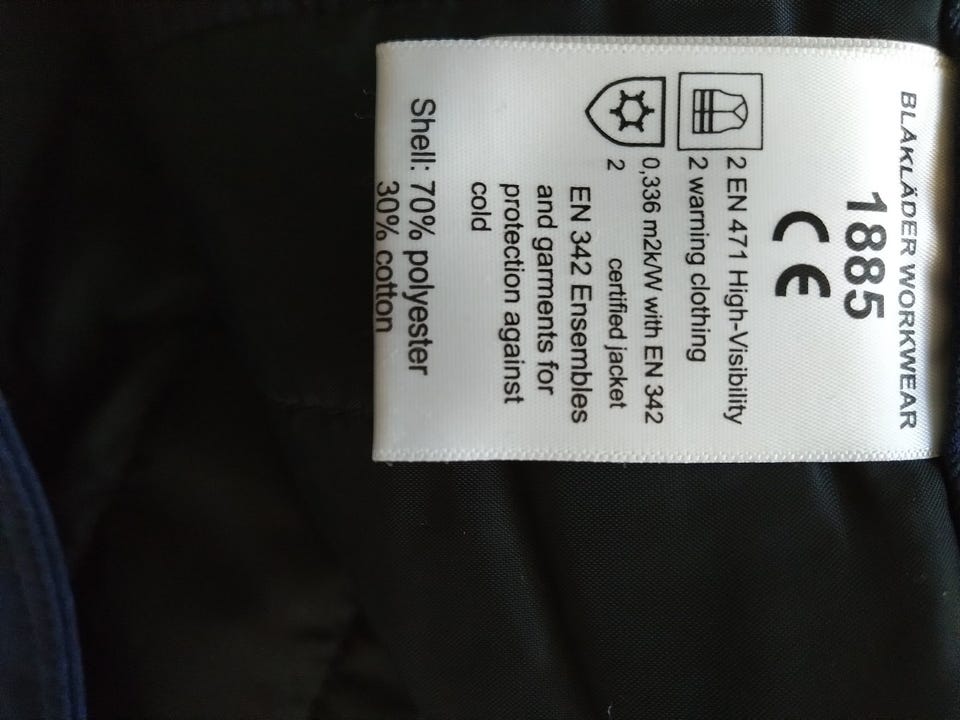 BLÅKLÄDER WORKWEAR
1885
CE
2 EN 471 High-Visibility
2 warning clothing
0,336 m2k/W with EN 342
2 certified jacket
EN 342 Ensembles
and garments for
protection against
cold
Shell: 70% polyester
30% cotton